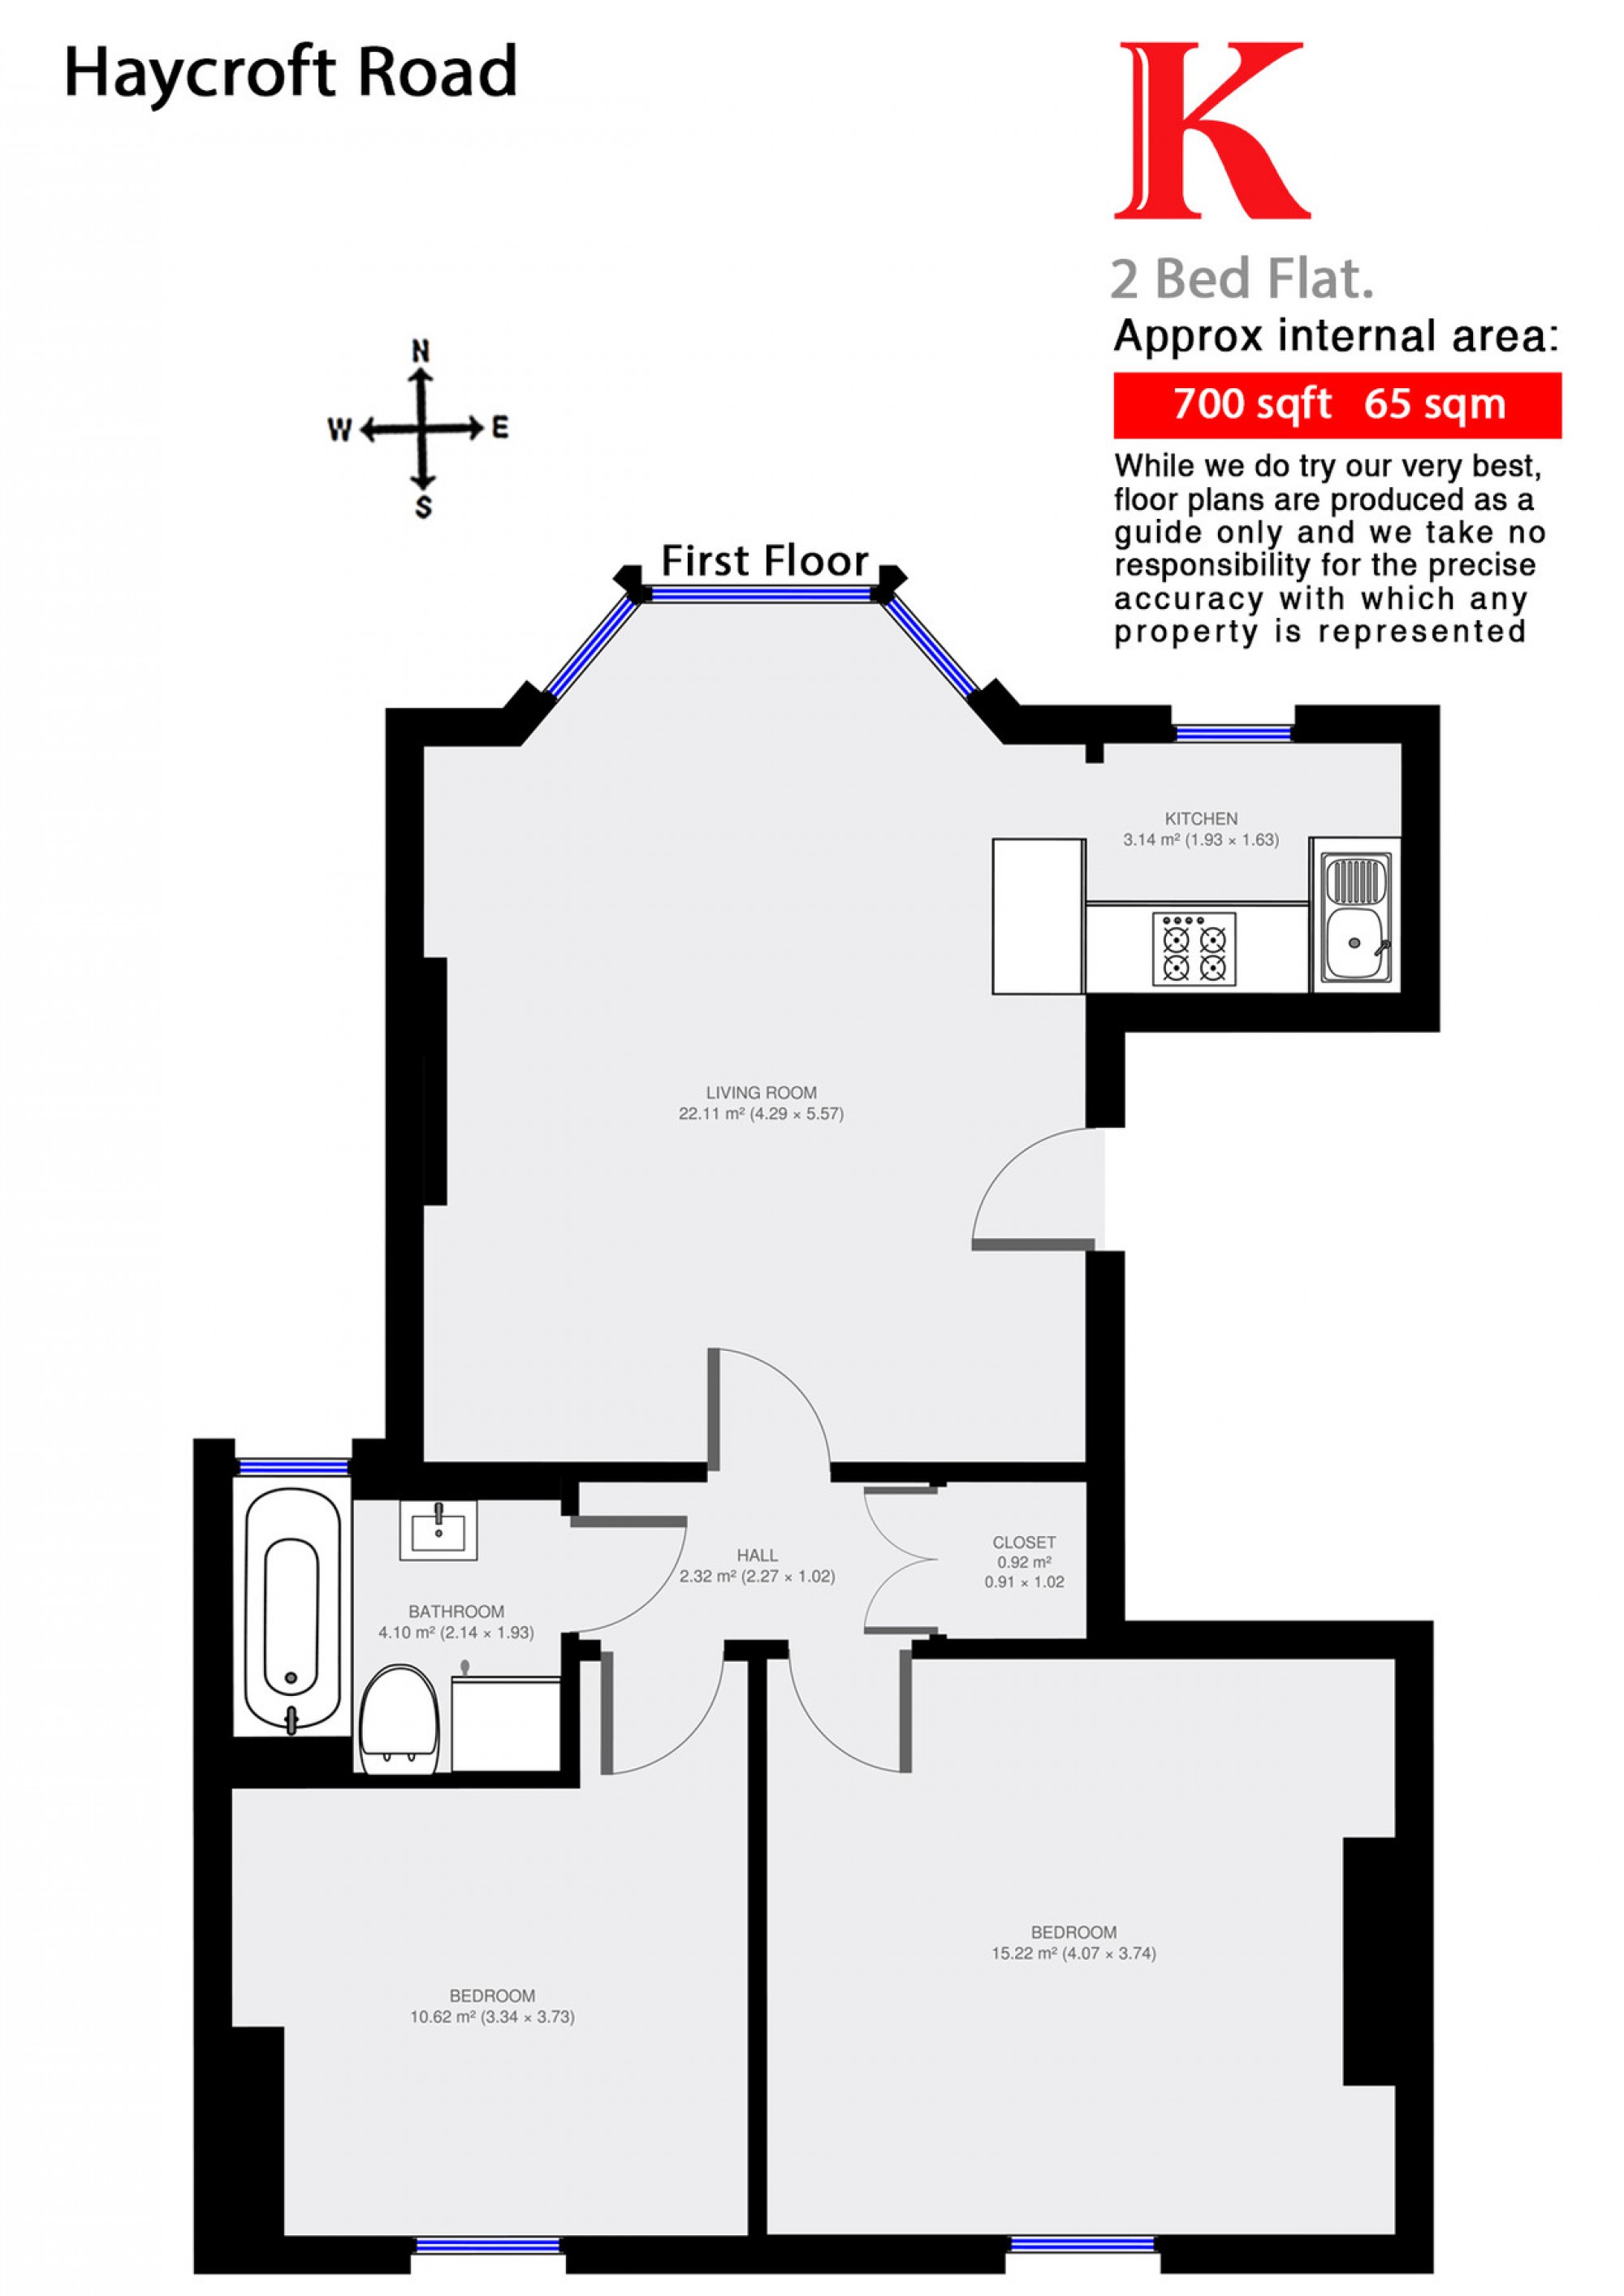 Haycroft Road
K
2 Bed Flat.
Approx internal area:
700 sqft 65 sqm
While we do try our very best,
floor plans are produced as a
guide only and we take no
responsibility for the precise
accuracy with which any
property is represented
N
W E
S
First Floor
KITCHEN
3.14 m² (1.93 × 1.63)
LIVING ROOM
22.11 m² (4.29 × 5.57)
HALL
2.32 m² (2.27 × 1.02)
CLOSET
0.92 m²
0.91 × 1.02
BATHROOM
4.10 m² (2.14 × 1.93)
BEDROOM
15.22 m² (4.07 × 3.74)
BEDROOM
10.62 m² (3.34 × 3.73)